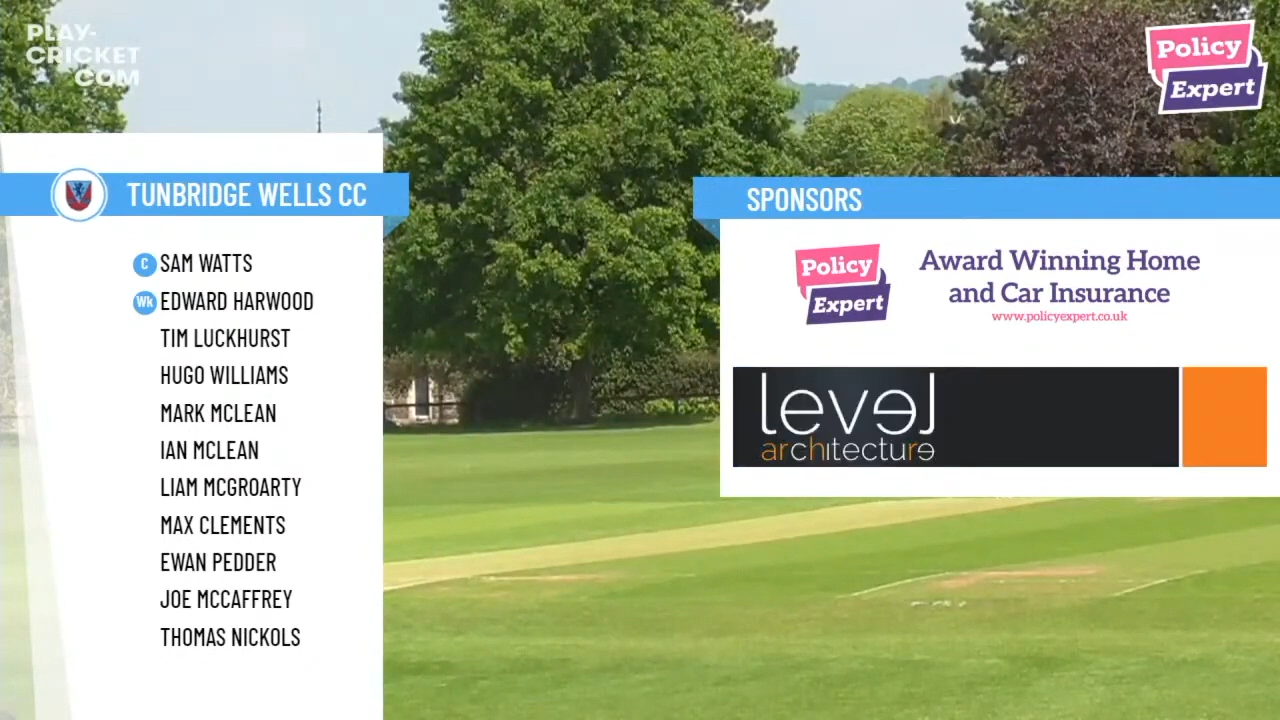 PLAY-
CRICKET
.COM
Policy
Expert
TUNBRIDGE WELLS CC
C SAM WATTS
Wk EDWARD HARWOOD
TIM LUCKHURST
HUGO WILLIAMS
MARK MCLEAN
IAN MCLEAN
LIAM MCGROARTY
MAX CLEMENTS
EWAN PEDDER
JOE MCCAFFREY
THOMAS NICKOLS
SPONSORS
Policy
Expert
Award Winning Home
and Car Insurance
www.policyexpert.co.uk
level
architecture